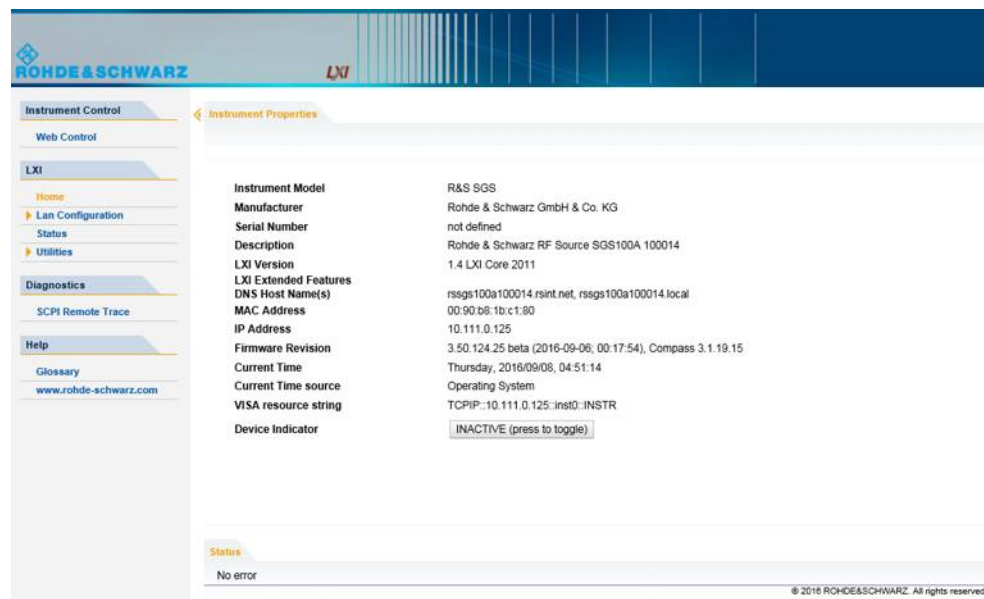 ROHDE&SCHWARZ
LXI
Instrument Control
Web Control
LXI
Home
Lan Configuration
Status
Utilities
Diagnostics
SCPI Remote Trace
Help
Glossary
www.rohde-schwarz.com
Instrument Properties
Instrument Model R&S SGS
Manufacturer Rohde & Schwarz GmbH & Co. KG
Serial Number not defined
Description Rohde & Schwarz RF Source SGS100A 100014
LXI Version 1.4 LXI Core 2011
LXI Extended Features
DNS Host Name(s) rssgs100a100014.rsint.net, rssgs100a100014.local
MAC Address 00:90:b8:1b:c1:80
IP Address 10.111.0.125
Firmware Revision 3.50.124.25 beta (2016-09-06; 00:17:54), Compass 3.1.19.15
Current Time Thursday, 2016/09/08, 04:51:14
Current Time source Operating System
VISA resource string TCPIP::10.111.0.125::inst0::INSTR
Device Indicator INACTIVE (press to toggle)
Status
No error
© 2016 ROHDE&SCHWARZ. All rights reserved